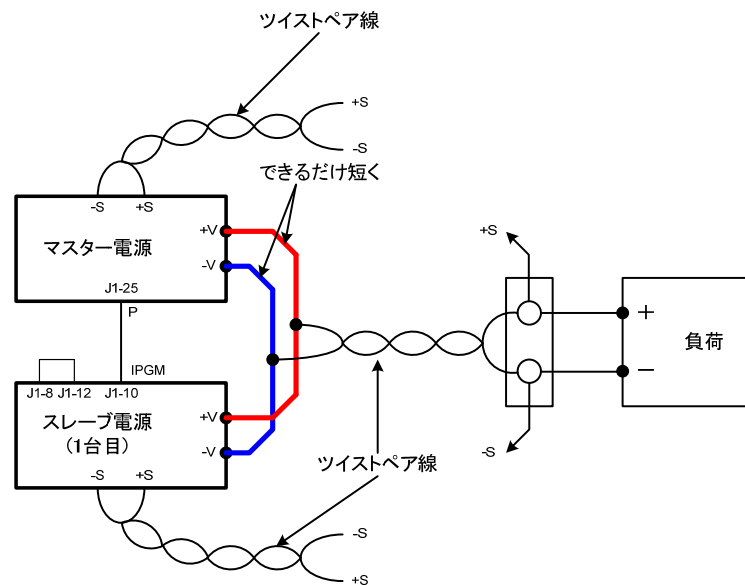 ツイストペア線
+S
-S
できるだけ短く
-S +S
+V
マスター電源
-V
J1-25
P
+S
+
負荷
−
IPGM
J1-8 J1-12 J1-10
スレーブ電源
(1台目)
+V
-V
-S
ツイストペア線
-S +S
-S
+S